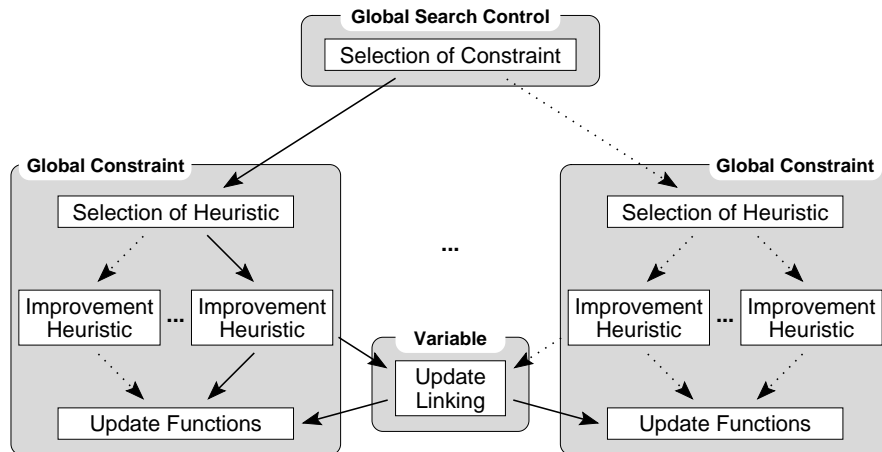 Global Search Control
Selection of Constraint
Global Constraint
Global Constraint
Selection of Heuristic
Selection of Heuristic
...
Improvement
Heuristic
...
Improvement
Heuristic
Improvement
Heuristic
...
Improvement
Heuristic
Variable
Update
Linking
Update Functions
Update Functions